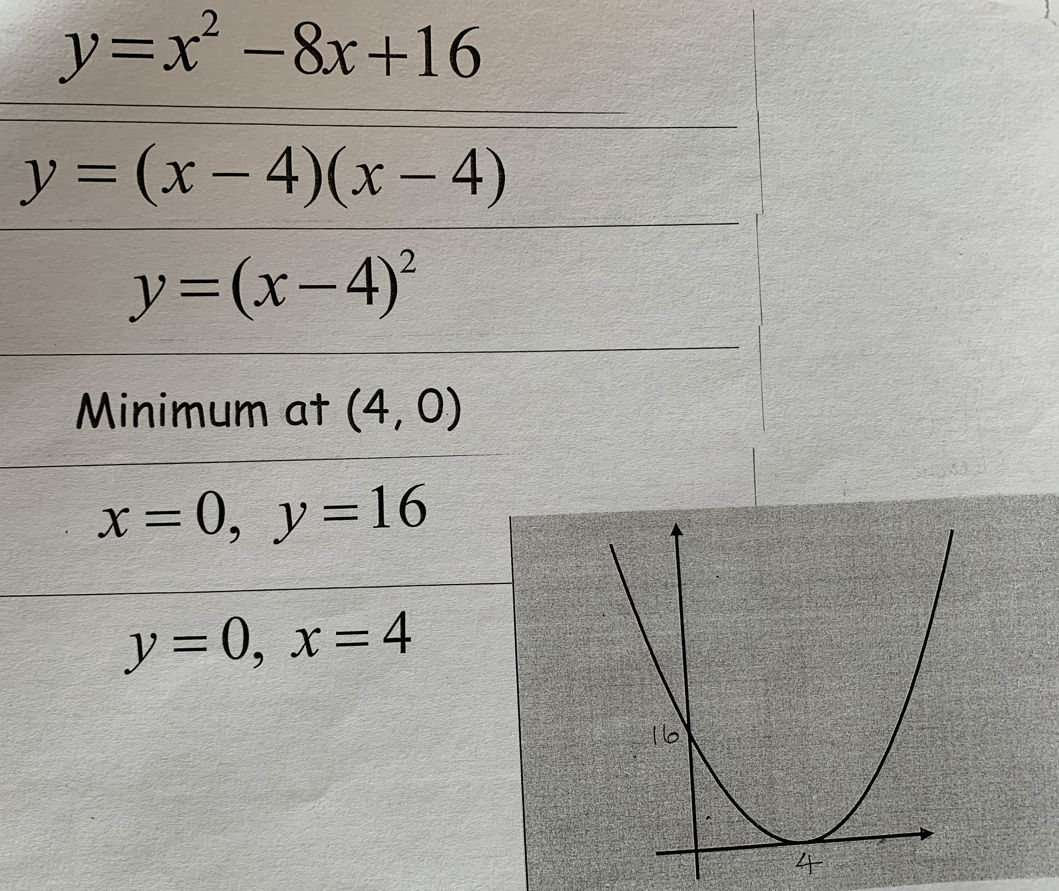 y=x² −8x+16
y = (x − 4)(x − 4)
y=(x−4)²
Minimum at (4, 0)
x = 0, y = 16
y = 0, x = 4
16
4